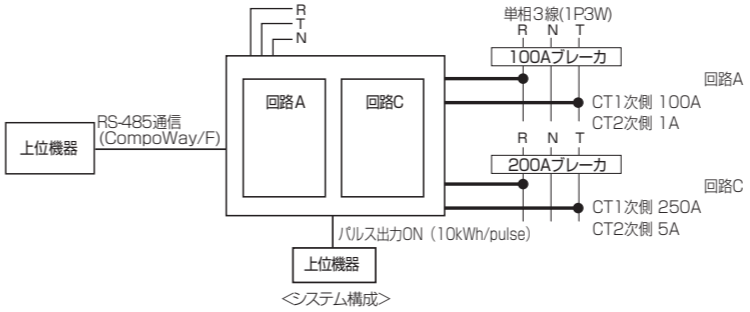 R
T
N
単相3線(1P3W)
R N T
100Aブレーカ
回路A
回路A
回路C
CT1次側 100A
CT2次側 1A
RS-485通信
(CompoWay/F)
上位機器
R N T
200Aブレーカ
回路C
CT1次側 250A
CT2次側 5A
パルス出力ON（10kWh/pulse）
上位機器
<システム構成>